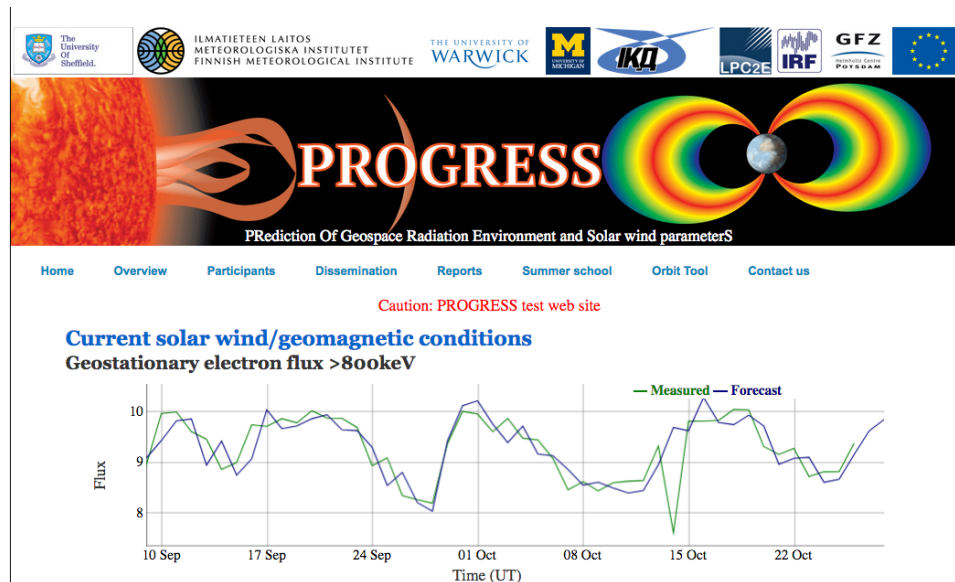 The
University
Of
Sheffield.
ILMATIETEEN LAITOS
METEOROLOGISKA INSTITUTET
FINNISH METEOROLOGICAL INSTITUTE
THE UNIVERSITY OF
WARWICK
M
UNIVERSITY OF
MICHIGAN
ІКД
LPC2E
IRF
GFZ
Helmholtz Centre
POTSDAM
PROGRESS
PRediction Of Geospace Radiation Environment and Solar wind parameterS
Home Overview Participants Dissemination Reports Summer school Orbit Tool Contact us
Caution: PROGRESS test web site
Current solar wind/geomagnetic conditions
Geostationary electron flux >800keV
Measured Forecast
10
9
8
Flux
10 Sep 17 Sep 24 Sep 01 Oct 08 Oct 15 Oct 22 Oct
Time (UT)